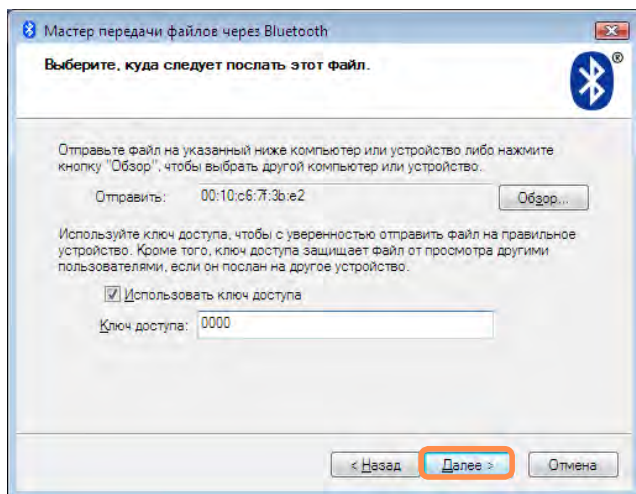 Мастер передачи файлов через Bluetooth
Выберите, куда следует послать этот файл.
®
Отправьте файл на указанный ниже компьютер или устройство либо нажмите
кнопку "Обзор", чтобы выбрать другой компьютер или устройство.
Отправить: 00:10:c6:7f:3b:e2 Обзор...
Используйте ключ доступа, чтобы с уверенностью отправить файл на правильное
устройство. Кроме того, ключ доступа защищает файл от просмотра другими
пользователями, если он послан на другое устройство.
Использовать ключ доступа
Ключ доступа: 0000
< Назад Далее > Отмена